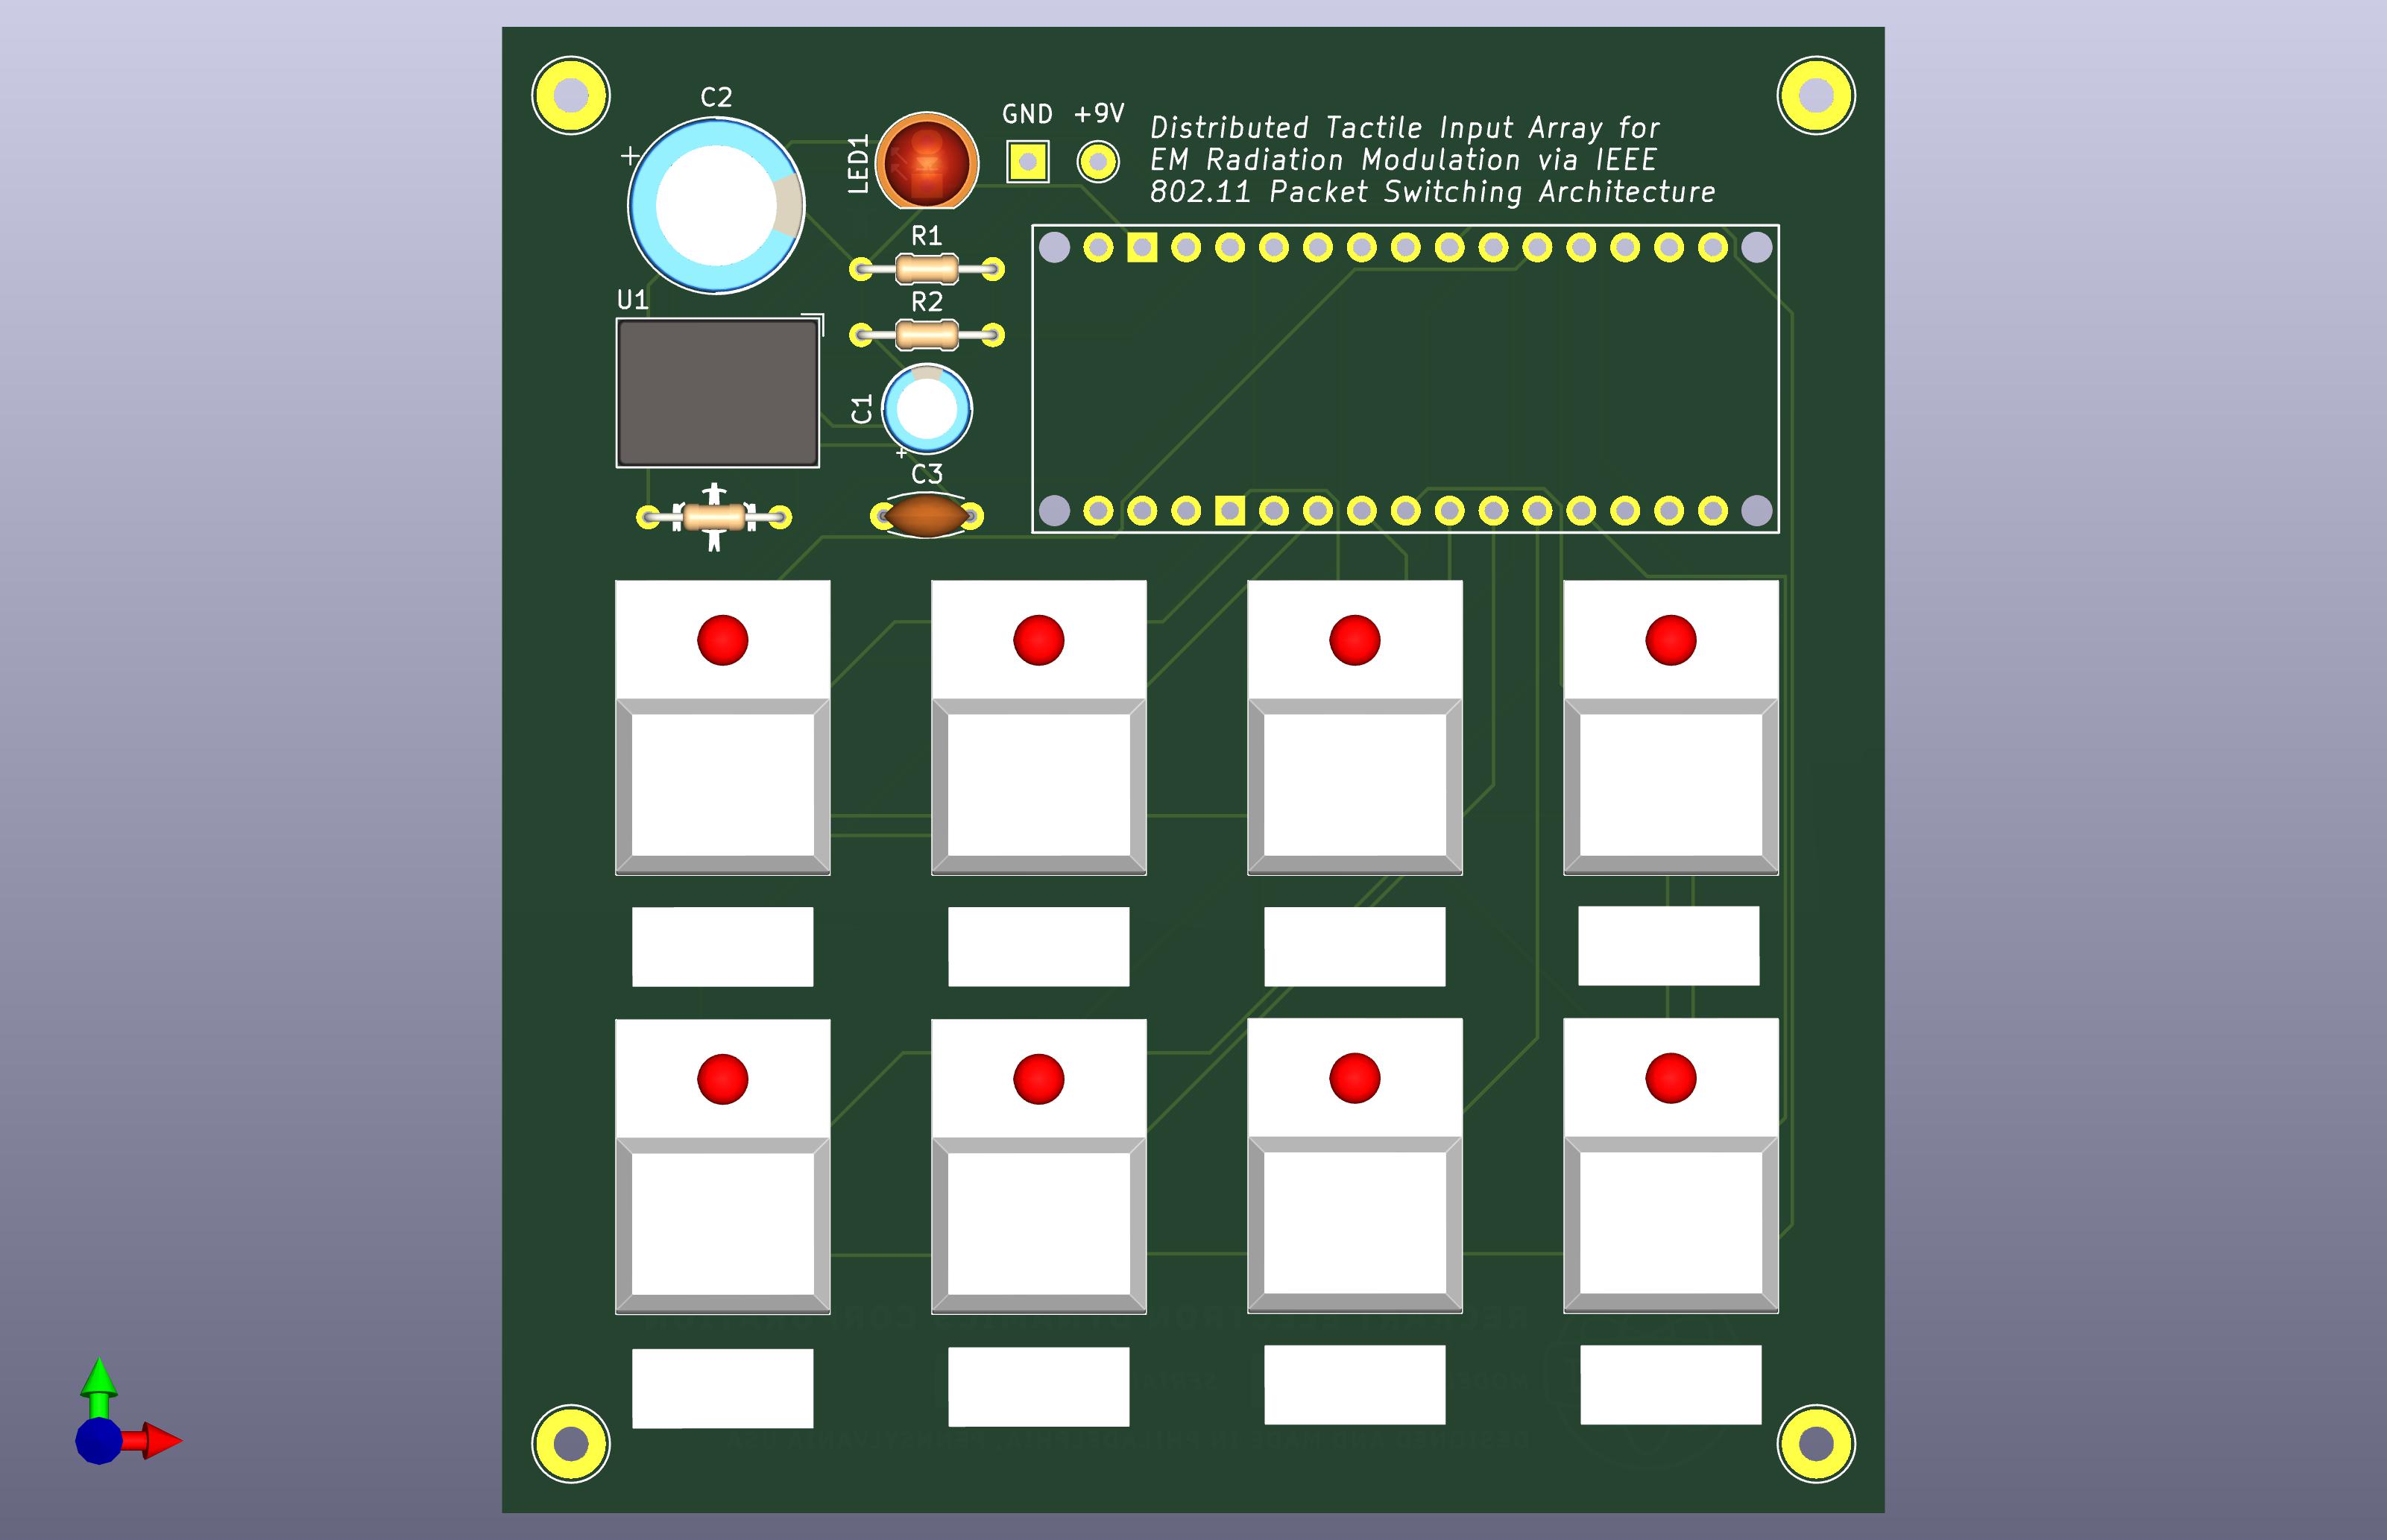 C2
+
LED1
GND +9V
Distributed Tactile Input Array for
EM Radiation Modulation via IEEE
802.11 Packet Switching Architecture
R1
U1
R2
C1
+
C3